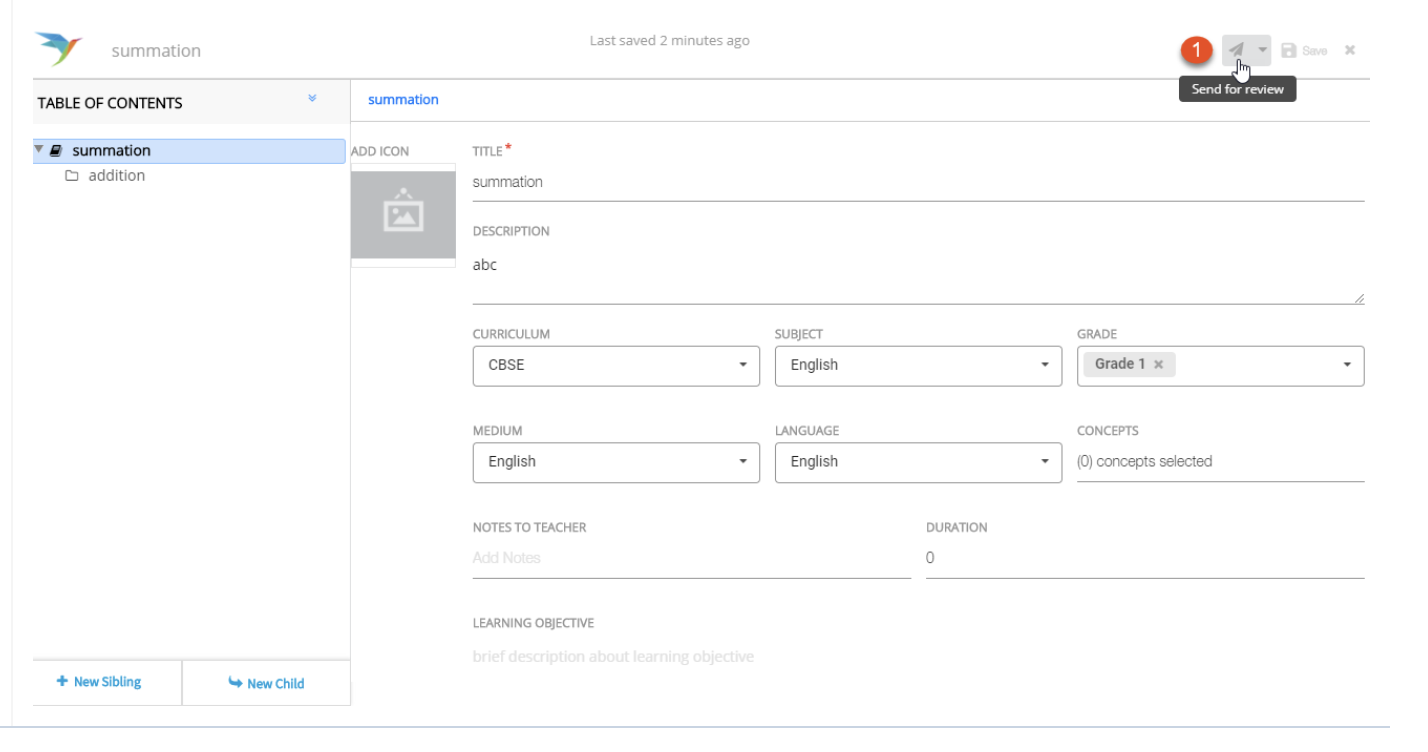 summation
Last saved 2 minutes ago
1
Save
Send for review
TABLE OF CONTENTS
summation
summation
addition
ADD ICON
TITLE*
summation
DESCRIPTION
abc
CURRICULUM SUBJECT GRADE
CBSE English Grade 1
MEDIUM LANGUAGE CONCEPTS
English English (0) concepts selected
NOTES TO TEACHER DURATION
Add Notes 0
LEARNING OBJECTIVE
brief description about learning objective
New Sibling New Child